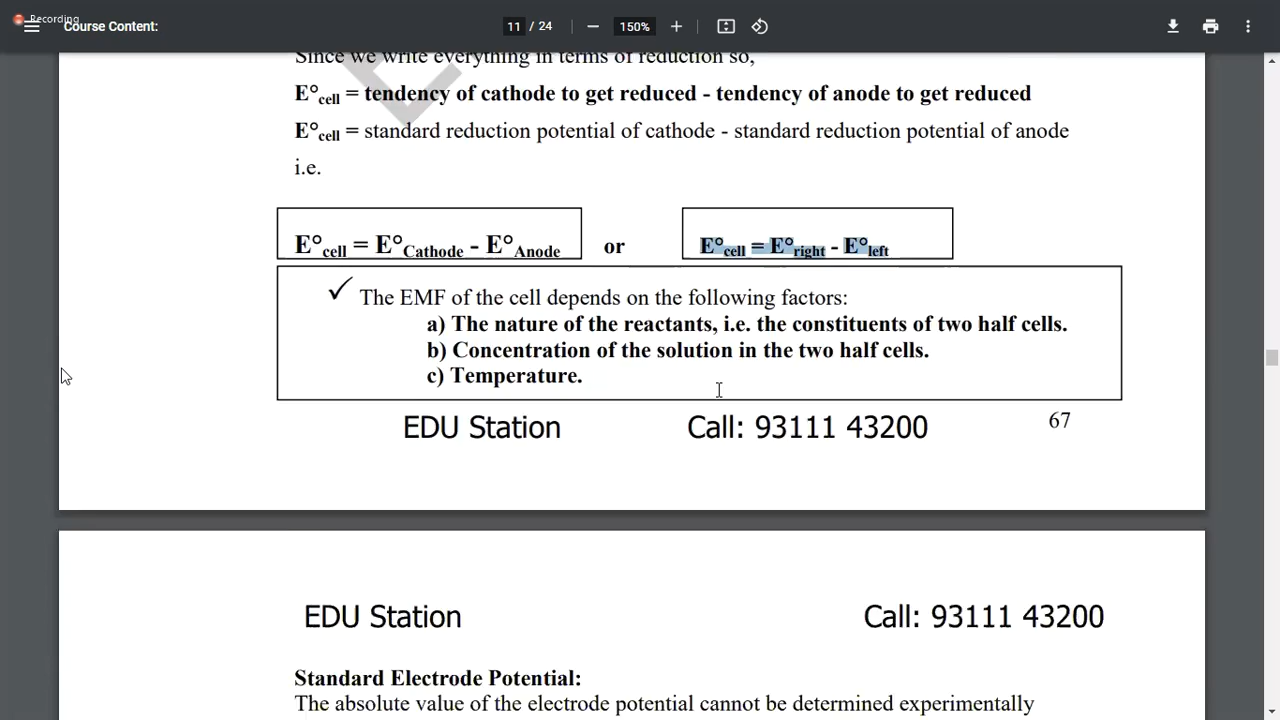 Recording
Course Content:
11 / 24
150%
Since we write everything in terms of reduction so,
E°cell = tendency of cathode to get reduced - tendency of anode to get reduced
E°cell = standard reduction potential of cathode - standard reduction potential of anode
i.e.
E°cell = E°Cathode - E°Anode or E°cell = E°right - E°left
✓ The EMF of the cell depends on the following factors:
a) The nature of the reactants, i.e. the constituents of two half cells.
b) Concentration of the solution in the two half cells.
c) Temperature.
EDU Station Call: 93111 43200 67
EDU Station Call: 93111 43200
Standard Electrode Potential:
The absolute value of the electrode potential cannot be determined experimentally